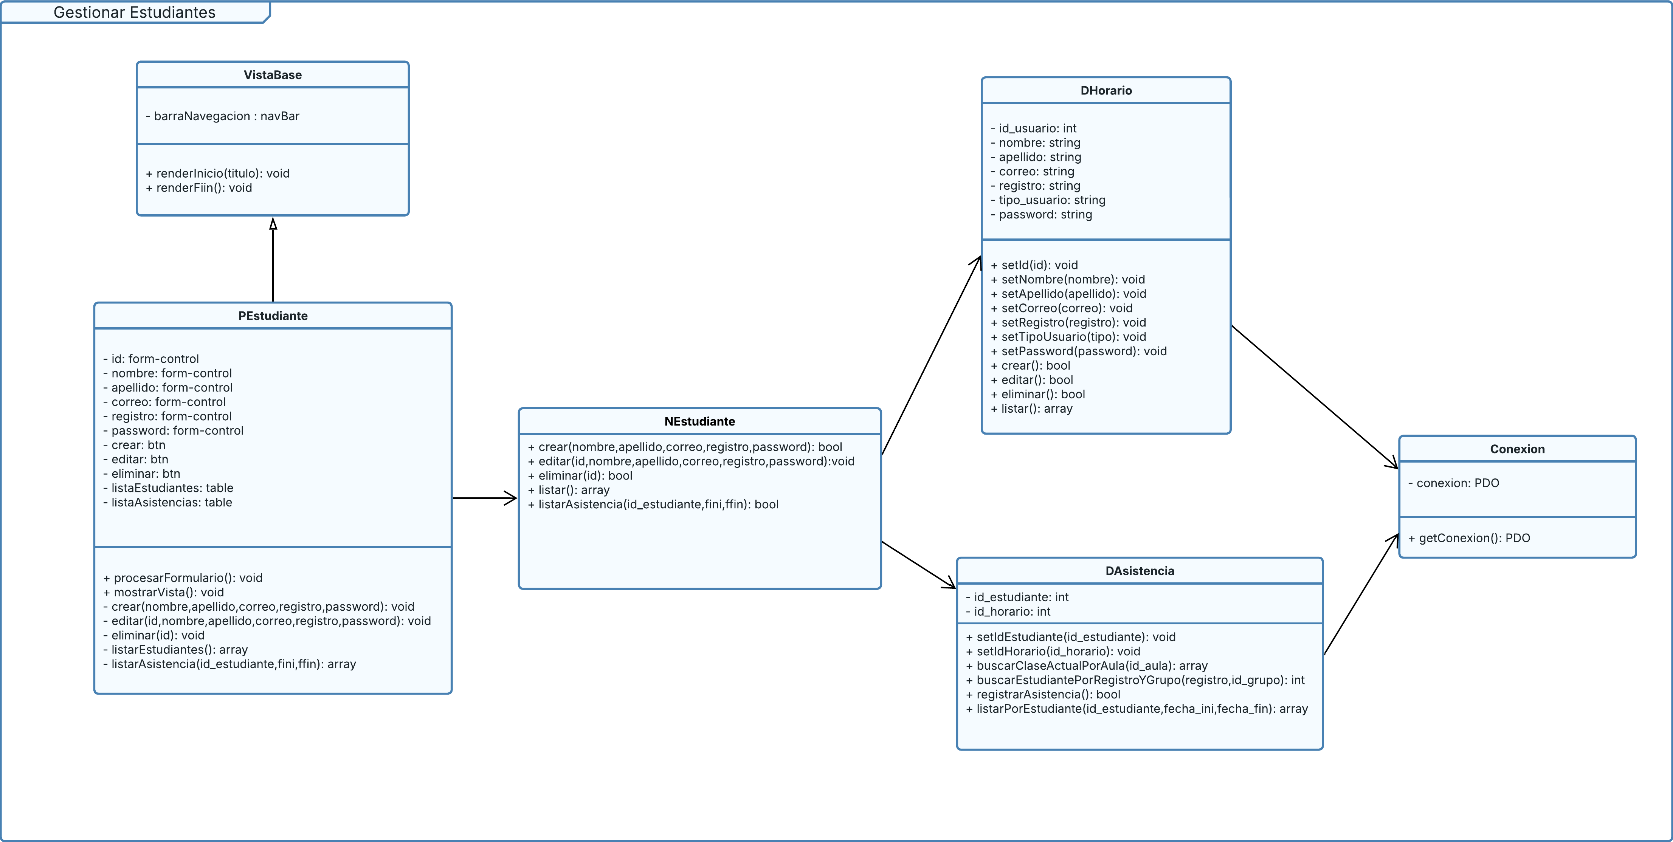 Gestionar Estudiantes
VistaBase
- barraNavegacion : navBar
+ renderInicio(titulo): void
+ renderFiin(): void
PEstudiante
- id: form-control
- nombre: form-control
- apellido: form-control
- correo: form-control
- registro: form-control
- password: form-control
- crear: btn
- editar: btn
- eliminar: btn
- listaEstudiantes: table
- listaAsistencias: table
+ procesarFormulario(): void
+ mostrarVista(): void
- crear(nombre,apellido,correo,registro,password): void
- editar(id,nombre,apellido,correo,registro,password): void
- eliminar(id): void
- listarEstudiantes(): array
- listarAsistencia(id_estudiante,fini,ffin): array
NEstudiante
+ crear(nombre,apellido,correo,registro,password): bool
+ editar(id,nombre,apellido,correo,registro,password):void
+ eliminar(id): bool
+ listar(): array
+ listarAsistencia(id_estudiante,fini,ffin): bool
DHorario
- id_usuario: int
- nombre: string
- apellido: string
- correo: string
- registro: string
- tipo_usuario: string
- password: string
+ setId(id): void
+ setNombre(nombre): void
+ setApellido(apellido): void
+ setCorreo(correo): void
+ setRegistro(registro): void
+ setTipoUsuario(tipo): void
+ setPassword(password): void
+ crear(): bool
+ editar(): bool
+ eliminar(): bool
+ listar(): array
DAsistencia
- id_estudiante: int
- id_horario: int
+ setIdEstudiante(id_estudiante): void
+ setIdHorario(id_horario): void
+ buscarClaseActualPorAula(id_aula): array
+ buscarEstudiantePorRegistroYGrupo(registro,id_grupo): int
+ registrarAsistencia(): bool
+ listarPorEstudiante(id_estudiante,fecha_ini,fecha_fin): array
Conexion
- conexion: PDO
+ getConexion(): PDO